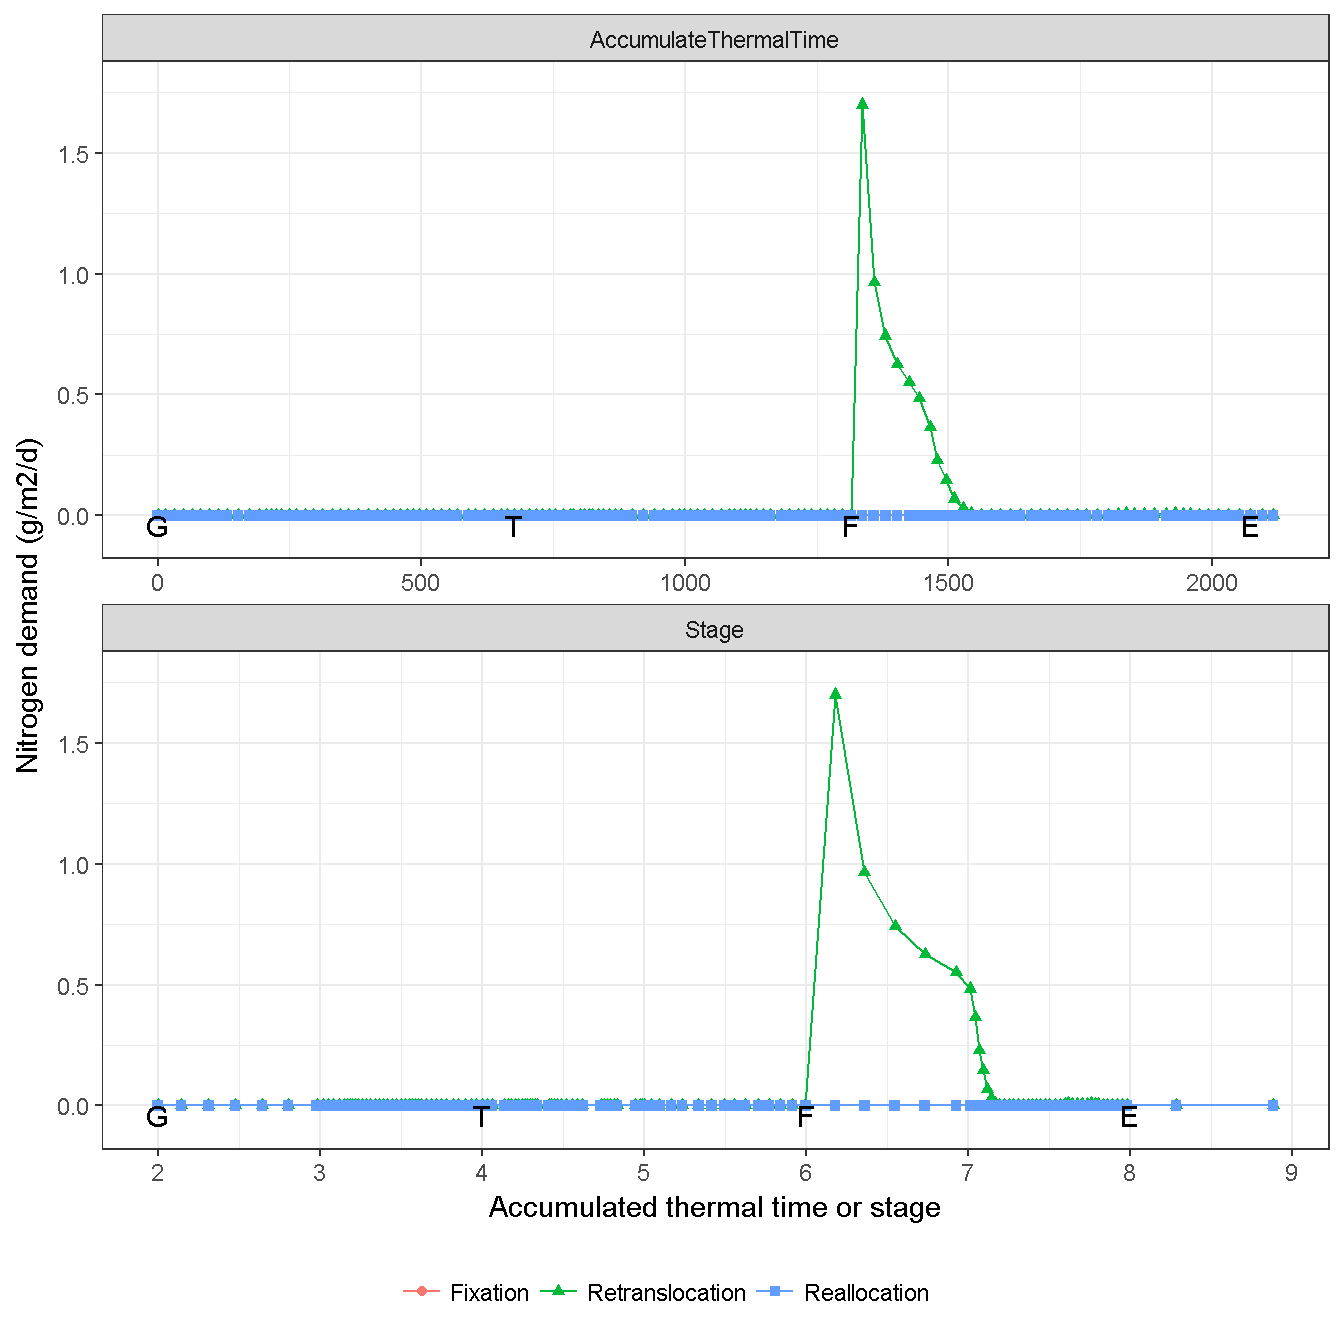 AccumulateThermalTime
1.5
1.0
0.5
0.0
G T F E
0 500 1000 1500 2000
Nitrogen demand (g/m2/d)
Stage
1.5
1.0
0.5
0.0
G T F E
2 3 4 5 6 7 8 9
Accumulated thermal time or stage
Fixation Retranslocation Reallocation